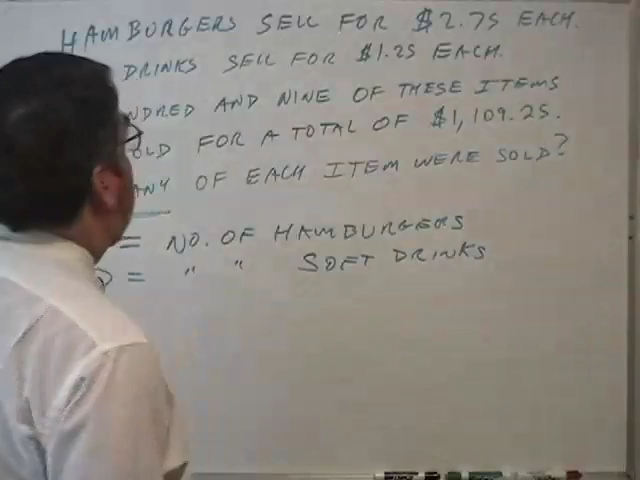 HAMBURGERS SELL FOR $2.75 EACH.
DRINKS SELL FOR $1.25 EACH.
NDRED AND NINE OF THESE ITEMS
OLD FOR A TOTAL OF $1,109.25.
ANY OF EACH ITEM WERE SOLD?
= NO. OF HAMBURGERS
D = " " SOFT DRINKS